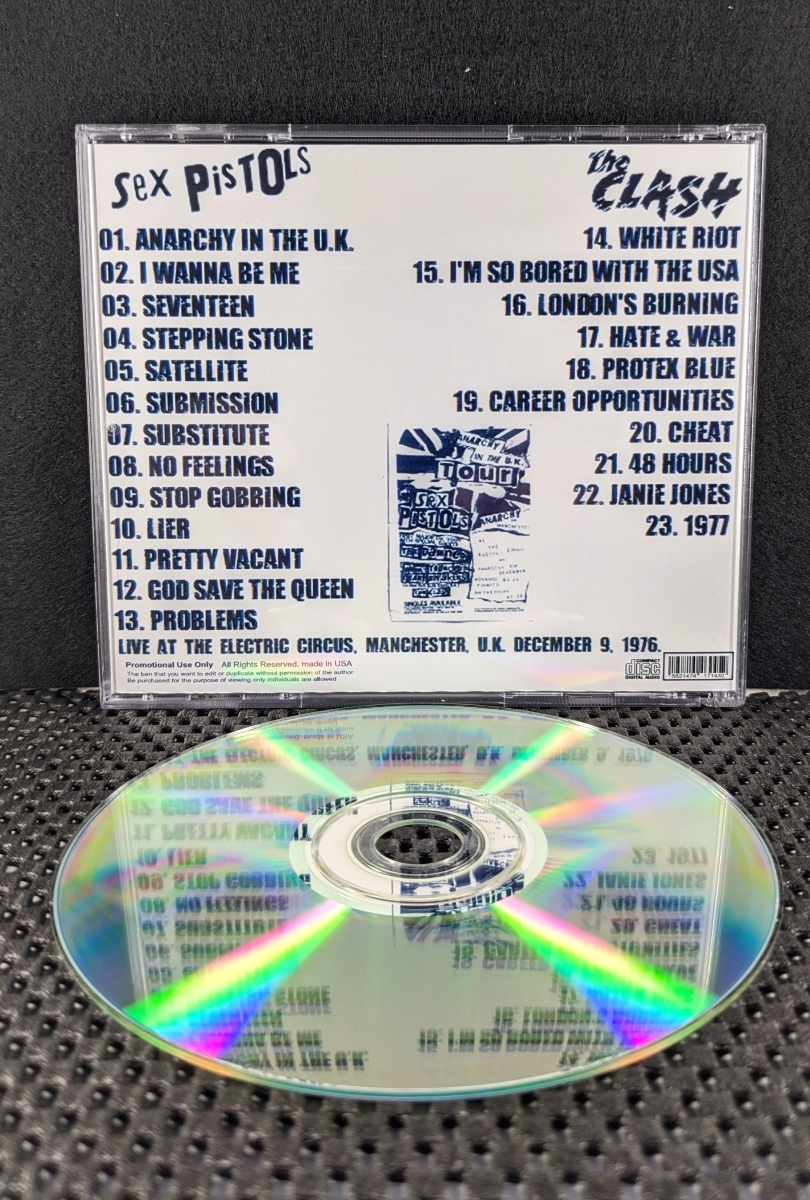 Sex PISTOLS
01. ANARCHY IN THE U.K.
02. I WANNA BE ME
03. SEVENTEEN
04. STEPPING STONE
05. SATELLITE
06. SUBMISSION
07. SUBSTITUTE
08. NO FEELINGS
09. STOP GOBBING
10. LIER
11. PRETTY VACANT
12. GOD SAVE THE QUEEN
13. PROBLEMS
the CLASH
14. WHITE RIOT
15. I'M SO BORED WITH THE USA
16. LONDON'S BURNING
17. HATE & WAR
18. PROTEX BLUE
19. CAREER OPPORTUNITIES
20. CHEAT
21. 48 HOURS
22. JANIE JONES
23. 1977
ANARCHY
IN THE U.K.
TOUR
SEX
PISTOLS
ANARCHY
SINGLES AVAILABLE
LIVE AT THE ELECTRIC CIRCUS, MANCHESTER, U.K. DECEMBER 9, 1976.
Promotional Use Only All Rights Reserved. made in USA
The ban that you want to edit or duplicate without permission of the author
Be purchased for the purpose of viewing only individuals are allowed
COMPACT
disc
DIGITAL AUDIO
5521474 171432